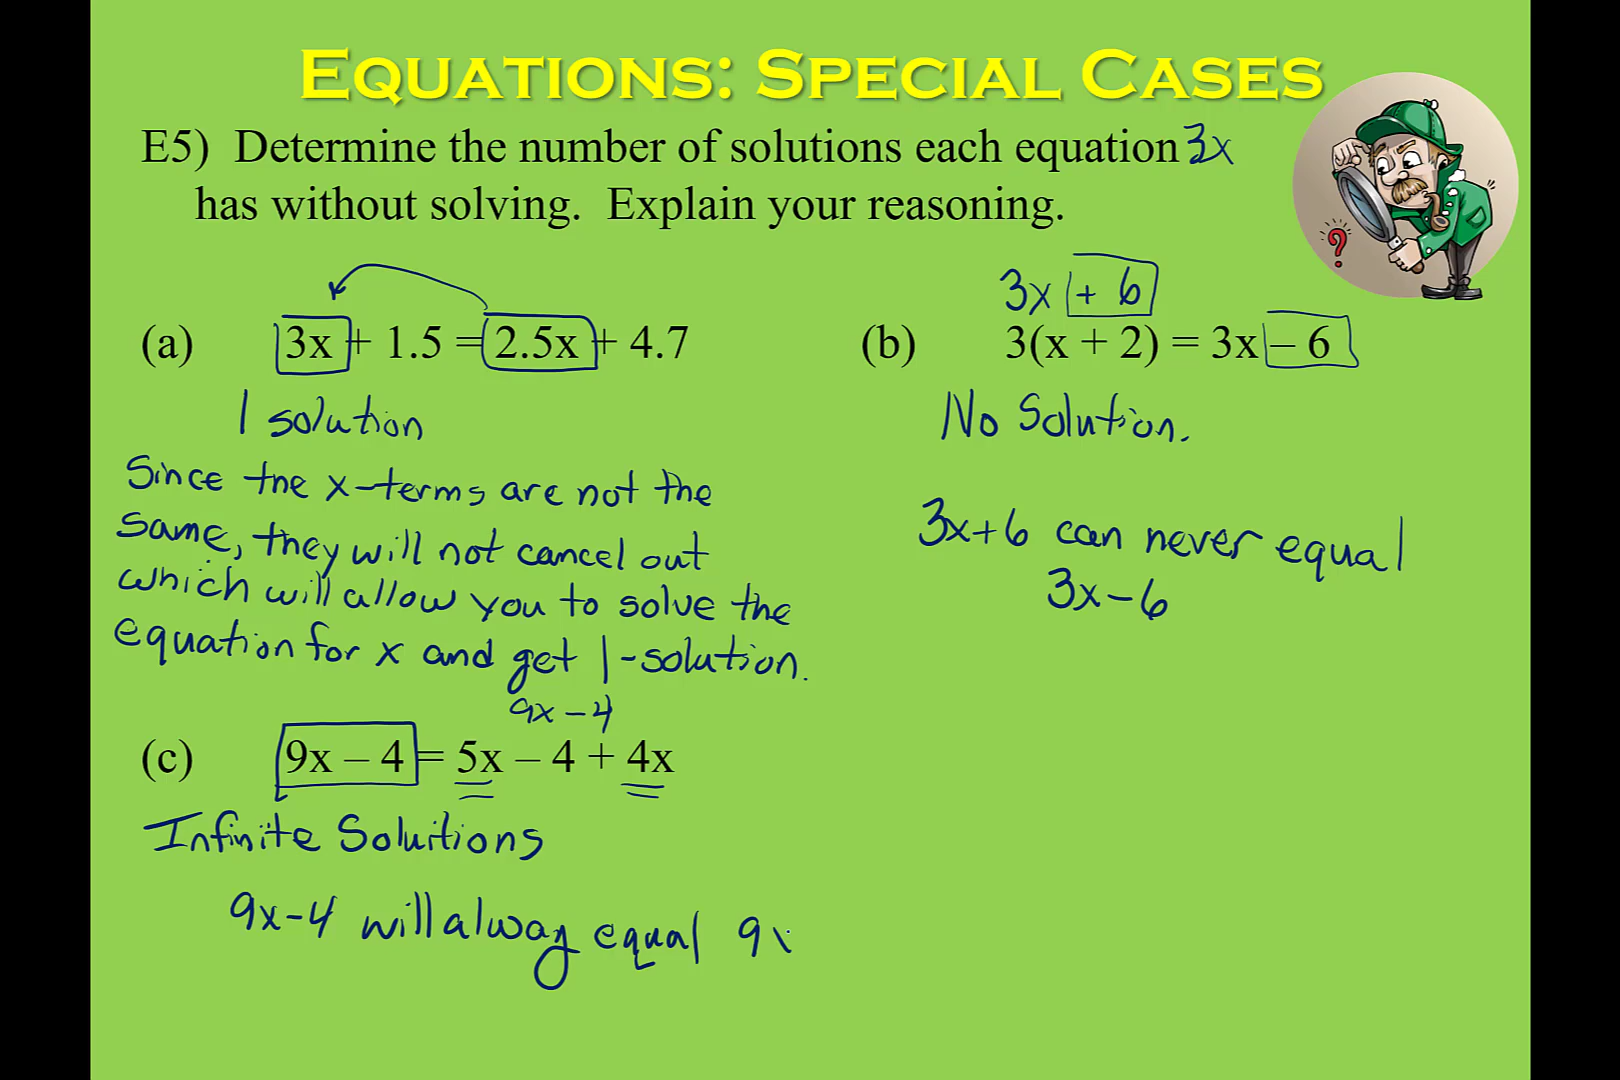 EQUATIONS: SPECIAL CASES
E5) Determine the number of solutions each equation 3x
has without solving. Explain your reasoning.
?
(a) 3x + 1.5 = 2.5x + 4.7
1 solution
Since the x-terms are not the
same, they will not cancel out
which will allow you to solve the
equation for x and get 1-solution.
3x + 6
(b) 3(x + 2) = 3x – 6
No Solution.
3x+6 can never equal
3x-6
9x-4
(c) 9x – 4 = 5x – 4 + 4x
Infinite Soluitions
9x-4 will alway equal 9x